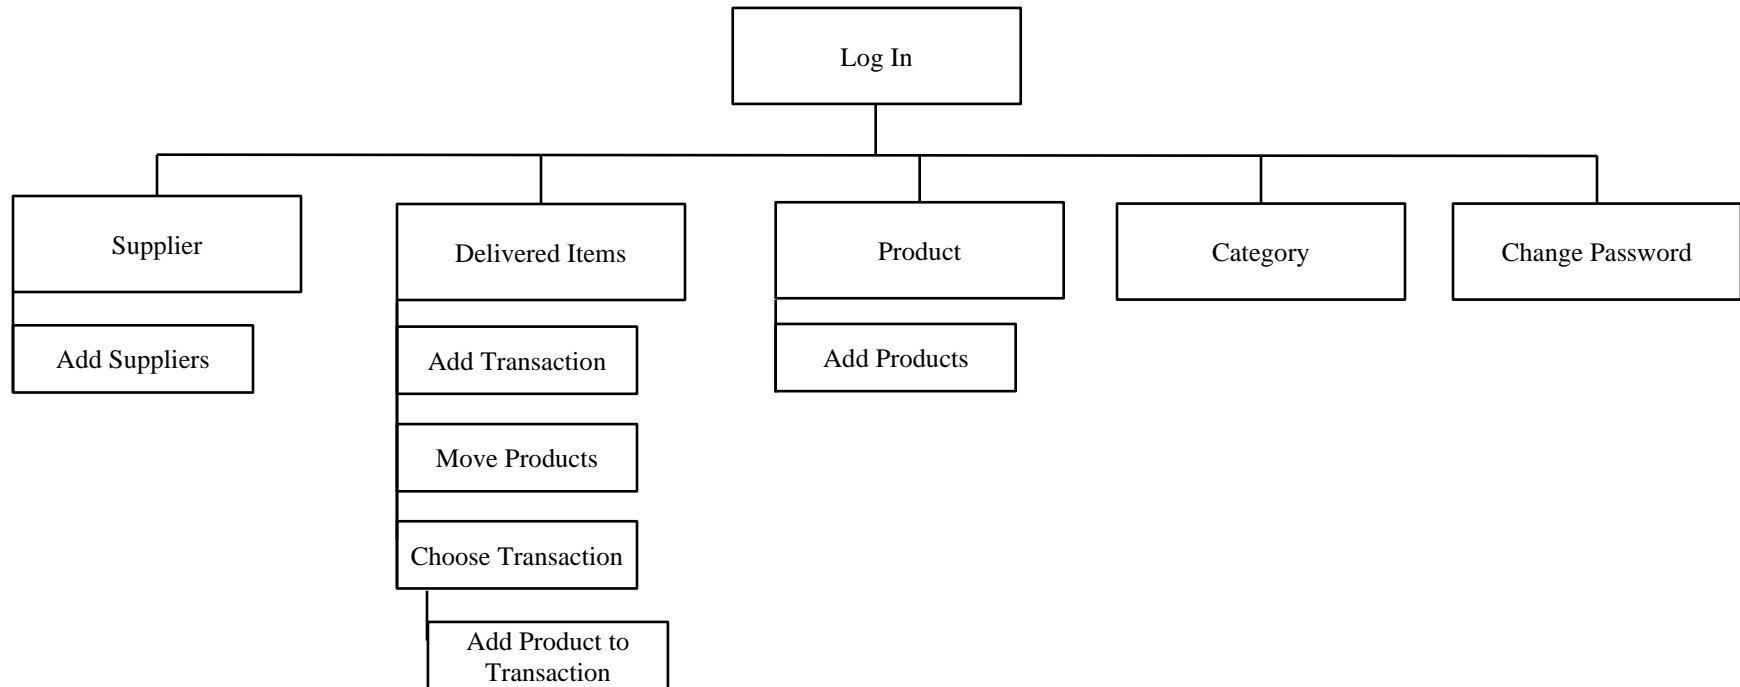 Log In
Supplier
Delivered Items
Product
Category
Change Password
Add Suppliers
Add Transaction
Add Products
Move Products
Choose Transaction
Add Product to
Transaction